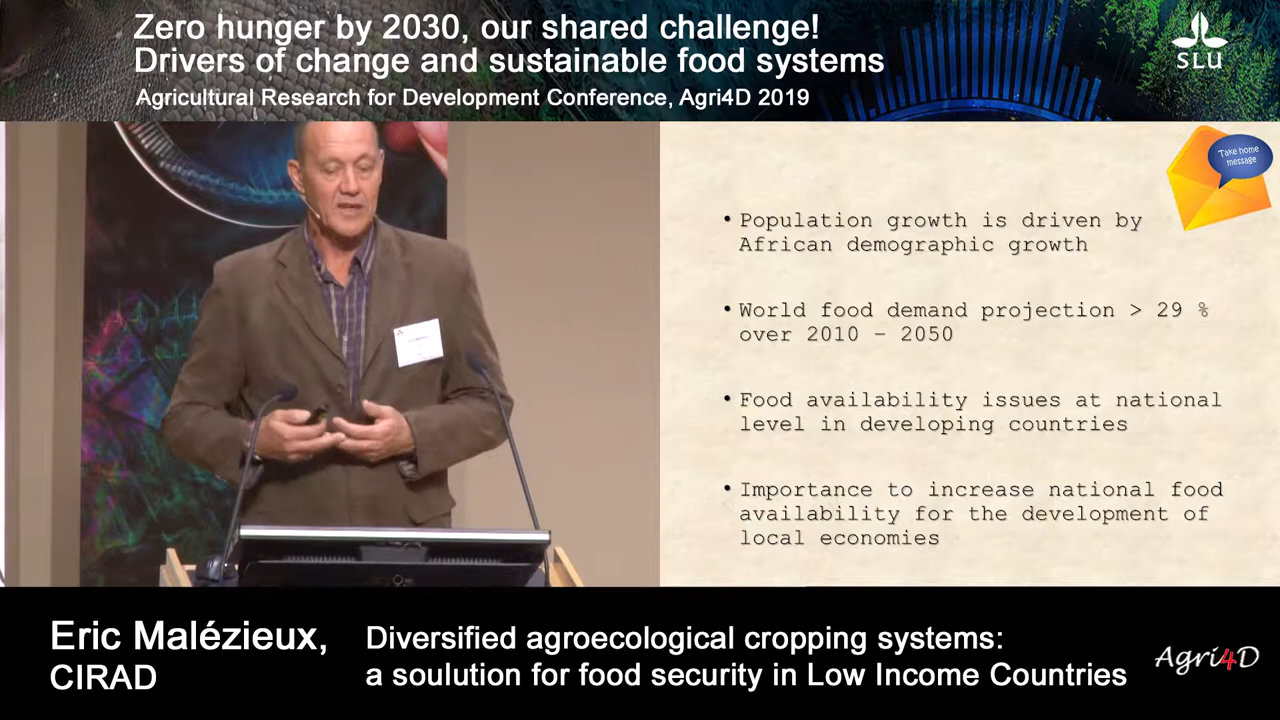 Zero hunger by 2030, our shared challenge!
Drivers of change and sustainable food systems
Agricultural Research for Development Conference, Agri4D 2019
SLU
Take home
message
• Population growth is driven by
African demographic growth
• World food demand projection > 29 %
over 2010 – 2050
• Food availability issues at national
level in developing countries
• Importance to increase national food
availability for the development of
local economies
Eric Malézieux,
CIRAD
Diversified agroecological cropping systems:
a soulution for food security in Low Income Countries
Agri4D